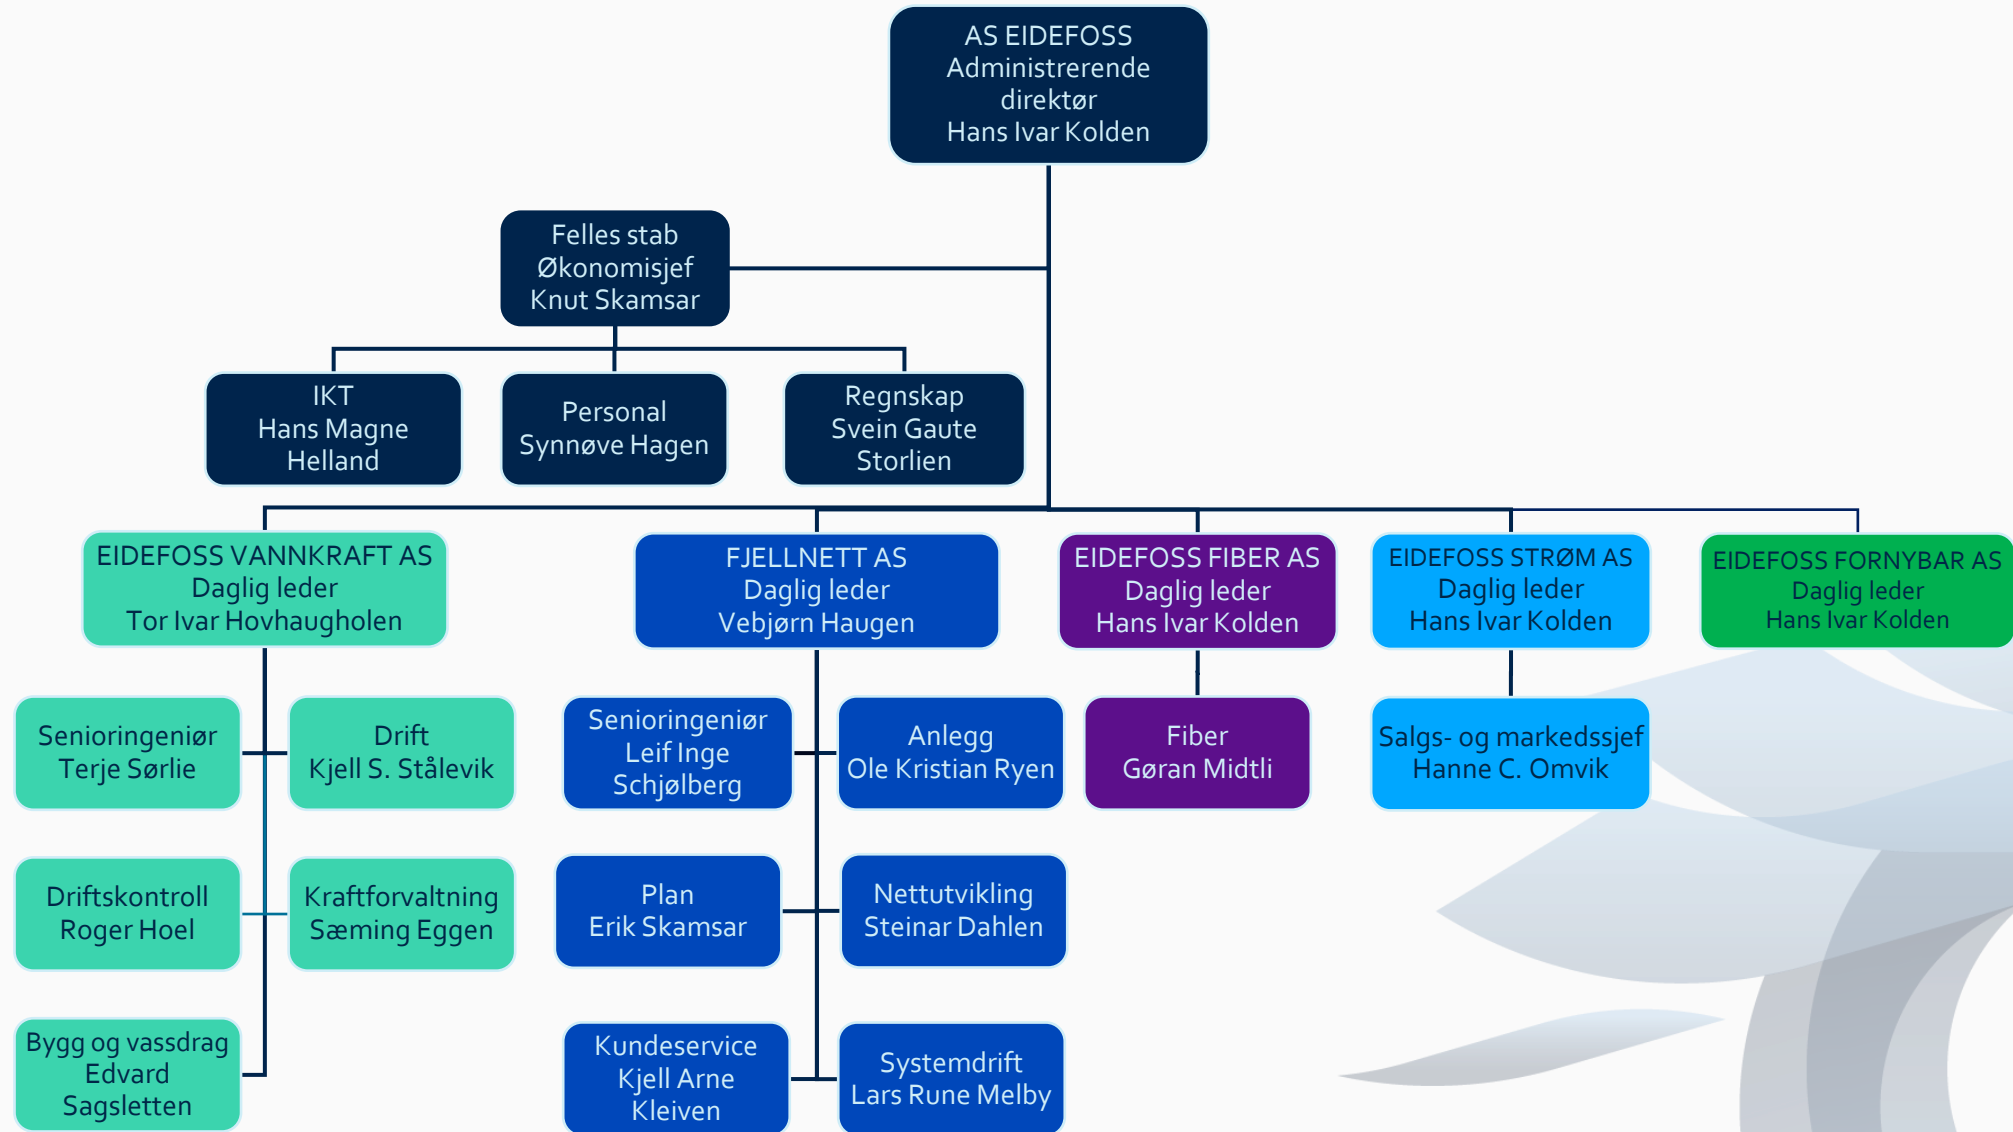 AS EIDEFOSS
Administrerende
direktør
Hans Ivar Kolden
Felles stab
Økonomisjef
Knut Skamsar
IKT
Hans Magne
Helland
Personal
Synnøve Hagen
Regnskap
Svein Gaute
Storlien
EIDEFOSS VANNKRAFT AS
Daglig leder
Tor Ivar Hovhaugholen
FJELLNETT AS
Daglig leder
Vebjørn Haugen
EIDEFOSS FIBER AS
Daglig leder
Hans Ivar Kolden
EIDEFOSS STRØM AS
Daglig leder
Hans Ivar Kolden
EIDEFOSS FORNYBAR AS
Daglig leder
Hans Ivar Kolden
Senioringeniør
Terje Sørlie
Drift
Kjell S. Stålevik
Senioringeniør
Leif Inge
Schjølberg
Anlegg
Ole Kristian Ryen
Fiber
Gøran Midtli
Salgs- og markedssjef
Hanne C. Omvik
Driftskontroll
Roger Hoel
Kraftforvaltning
Sæming Eggen
Plan
Erik Skamsar
Nettutvikling
Steinar Dahlen
Bygg og vassdrag
Edvard
Sagsletten
Kundeservice
Kjell Arne
Kleiven
Systemdrift
Lars Rune Melby